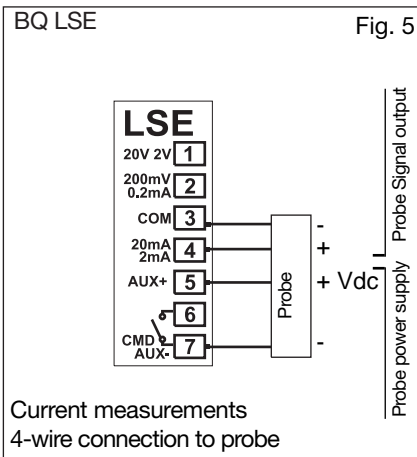 BQ LSE
Fig. 5
LSE
20V 2V 1
200mV
0.2mA 2
COM 3
20mA
2mA 4
AUX+ 5
6
CMD
AUX- 7
Probe
-
+
+ Vdc
-
Probe Signal output
Probe power supply
Current measurements
4-wire connection to probe